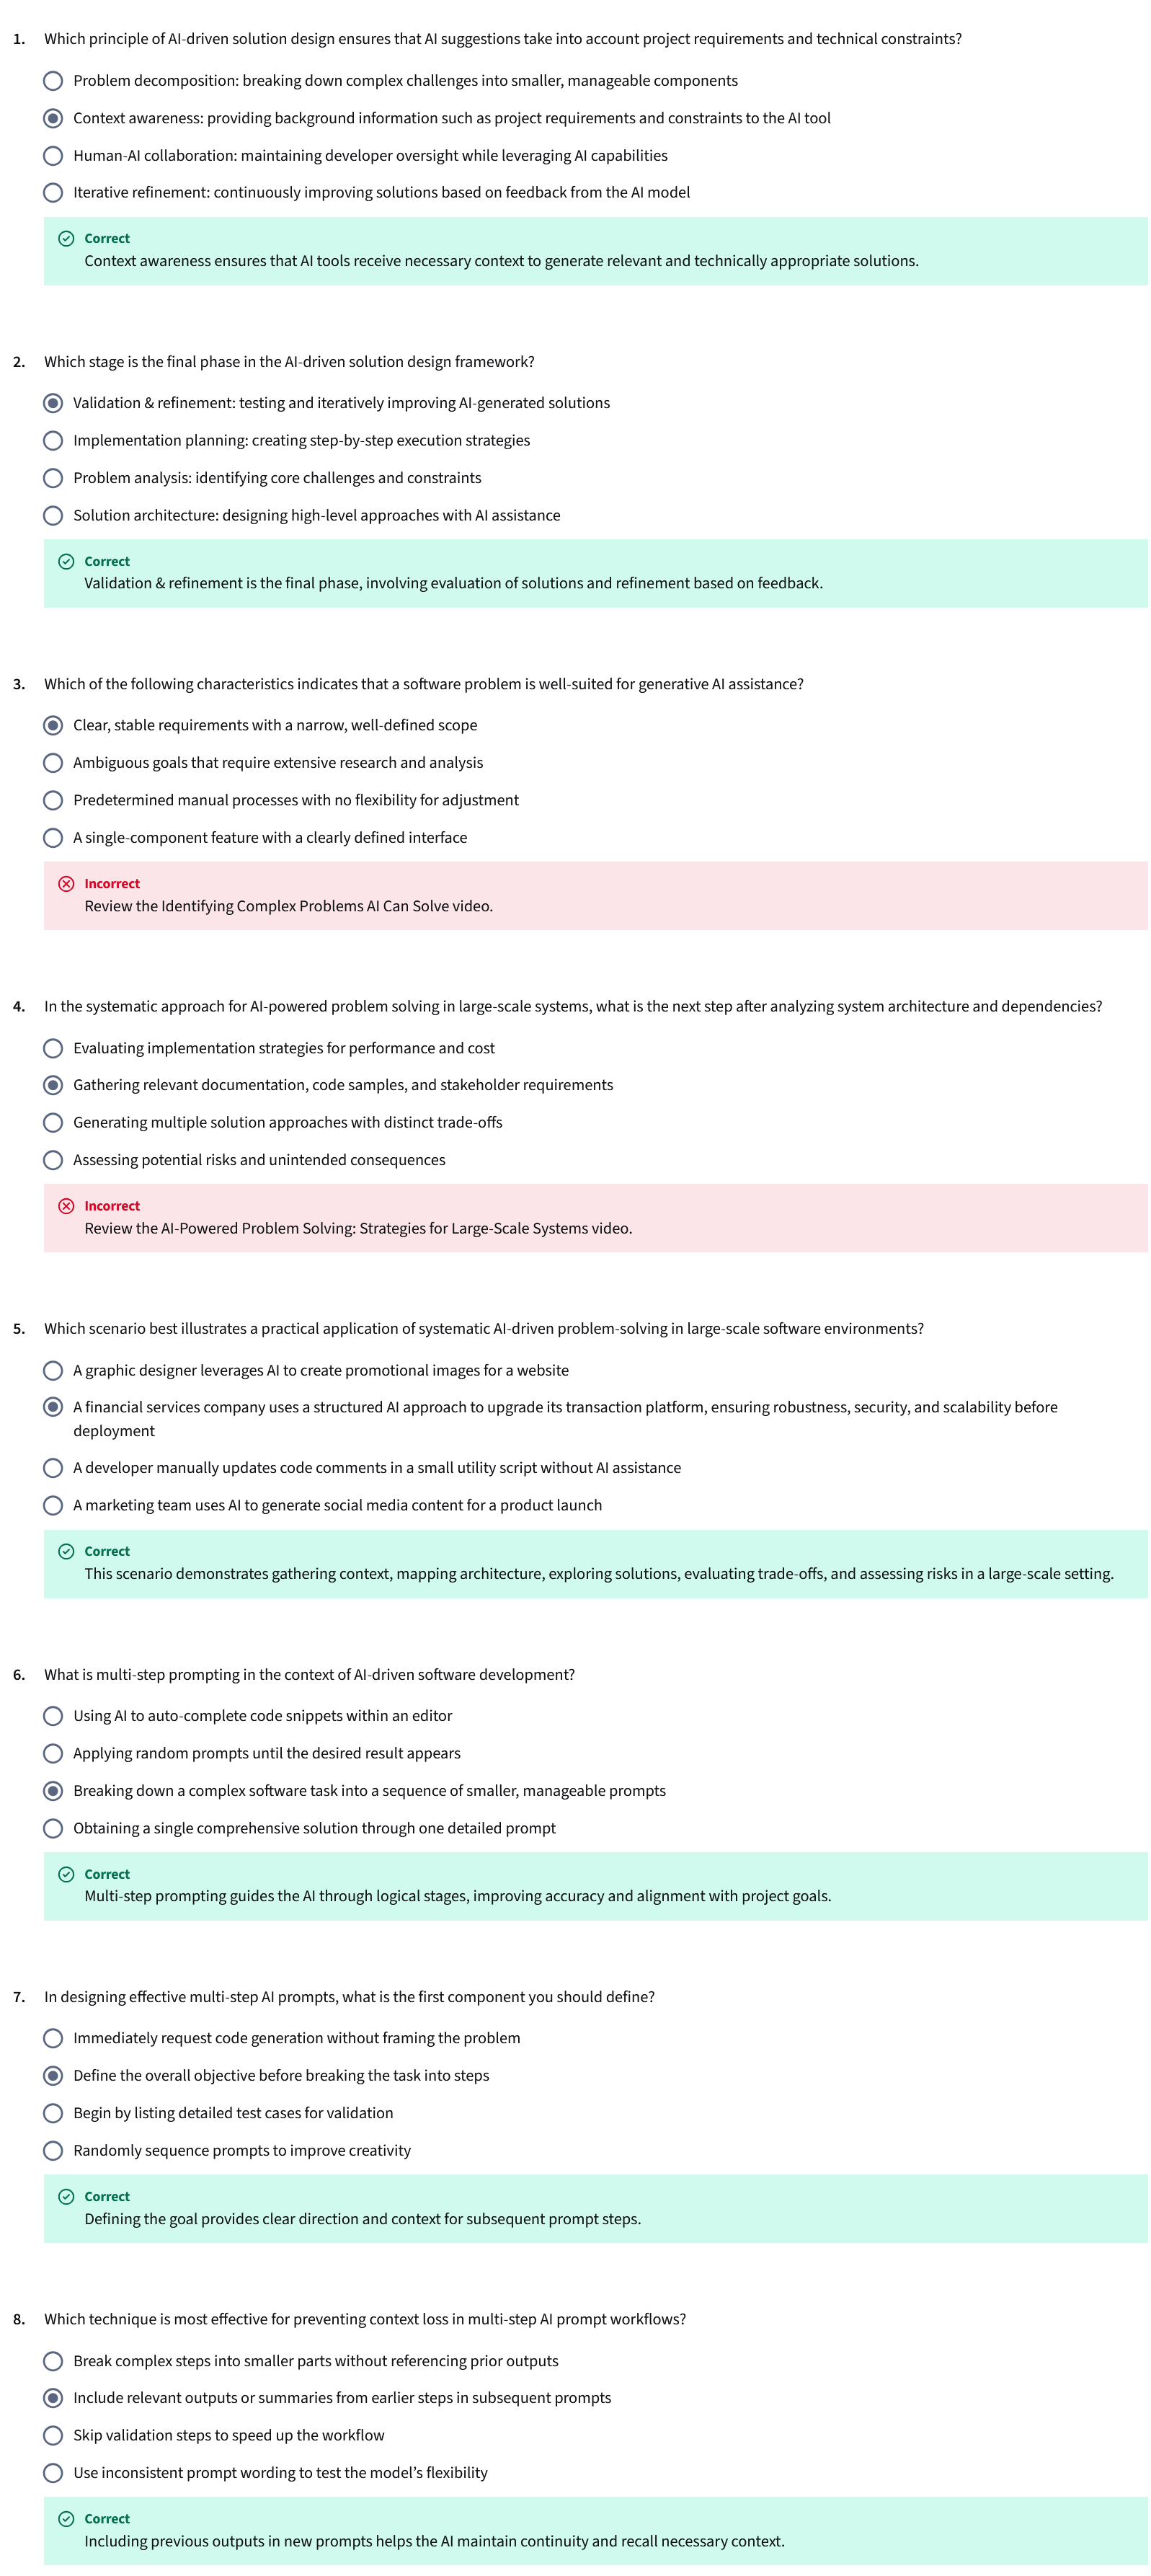 1. Which principle of AI-driven solution design ensures that AI suggestions take into account project requirements and technical constraints?
Problem decomposition: breaking down complex challenges into smaller, manageable components
Context awareness: providing background information such as project requirements and constraints to the AI tool
Human-AI collaboration: maintaining developer oversight while leveraging AI capabilities
Iterative refinement: continuously improving solutions based on feedback from the AI model
Correct
Context awareness ensures that AI tools receive necessary context to generate relevant and technically appropriate solutions.
2. Which stage is the final phase in the AI-driven solution design framework?
Validation & refinement: testing and iteratively improving AI-generated solutions
Implementation planning: creating step-by-step execution strategies
Problem analysis: identifying core challenges and constraints
Solution architecture: designing high-level approaches with AI assistance
Correct
Validation & refinement is the final phase, involving evaluation of solutions and refinement based on feedback.
3. Which of the following characteristics indicates that a software problem is well-suited for generative AI assistance?
Clear, stable requirements with a narrow, well-defined scope
Ambiguous goals that require extensive research and analysis
Predetermined manual processes with no flexibility for adjustment
A single-component feature with a clearly defined interface
Incorrect
Review the Identifying Complex Problems AI Can Solve video.
4. In the systematic approach for AI-powered problem solving in large-scale systems, what is the next step after analyzing system architecture and dependencies?
Evaluating implementation strategies for performance and cost
Gathering relevant documentation, code samples, and stakeholder requirements
Generating multiple solution approaches with distinct trade-offs
Assessing potential risks and unintended consequences
Incorrect
Review the AI-Powered Problem Solving: Strategies for Large-Scale Systems video.
5. Which scenario best illustrates a practical application of systematic AI-driven problem-solving in large-scale software environments?
A graphic designer leverages AI to create promotional images for a website
A financial services company uses a structured AI approach to upgrade its transaction platform, ensuring robustness, security, and scalability before
deployment
A developer manually updates code comments in a small utility script without AI assistance
A marketing team uses AI to generate social media content for a product launch
Correct
This scenario demonstrates gathering context, mapping architecture, exploring solutions, evaluating trade-offs, and assessing risks in a large-scale setting.
6. What is multi-step prompting in the context of AI-driven software development?
Using AI to auto-complete code snippets within an editor
Applying random prompts until the desired result appears
Breaking down a complex software task into a sequence of smaller, manageable prompts
Obtaining a single comprehensive solution through one detailed prompt
Correct
Multi-step prompting guides the AI through logical stages, improving accuracy and alignment with project goals.
7. In designing effective multi-step AI prompts, what is the first component you should define?
Immediately request code generation without framing the problem
Define the overall objective before breaking the task into steps
Begin by listing detailed test cases for validation
Randomly sequence prompts to improve creativity
Correct
Defining the goal provides clear direction and context for subsequent prompt steps.
8. Which technique is most effective for preventing context loss in multi-step AI prompt workflows?
Break complex steps into smaller parts without referencing prior outputs
Include relevant outputs or summaries from earlier steps in subsequent prompts
Skip validation steps to speed up the workflow
Use inconsistent prompt wording to test the model’s flexibility
Correct
Including previous outputs in new prompts helps the AI maintain continuity and recall necessary context.